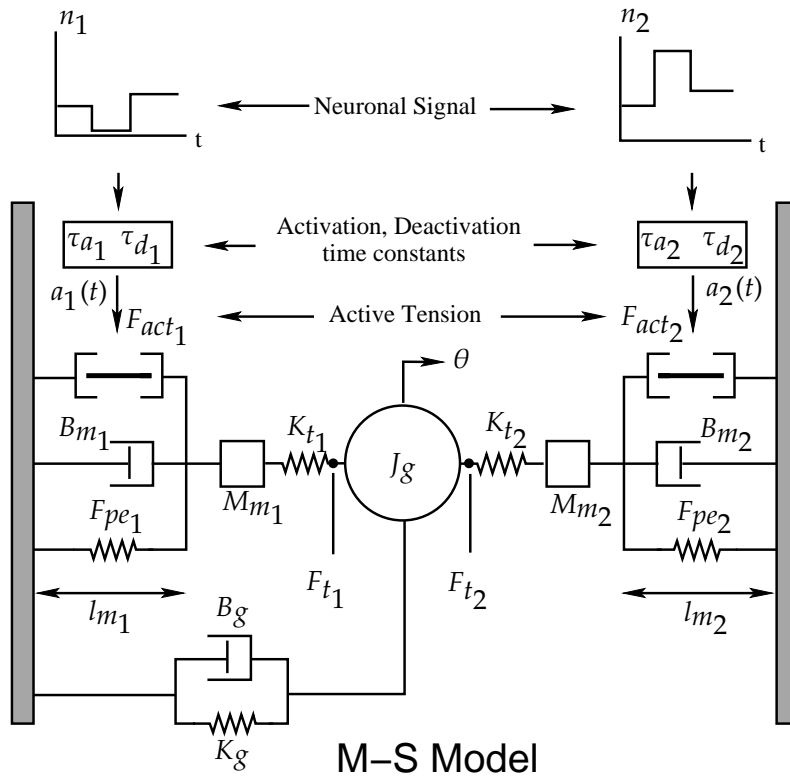 n1
n2
Neuronal Signal
t
t
τa1 τd1
Activation, Deactivation
time constants
τa2 τd2
a1(t)
a2(t)
Fact1
Active Tension
Fact2
θ
Bm1
Kt1
Kt2
Bm2
Jg
Mm1
Mm2
Fpe1
Fpe2
Ft1
Ft2
lm1
lm2
Bg
Kg
M–S Model